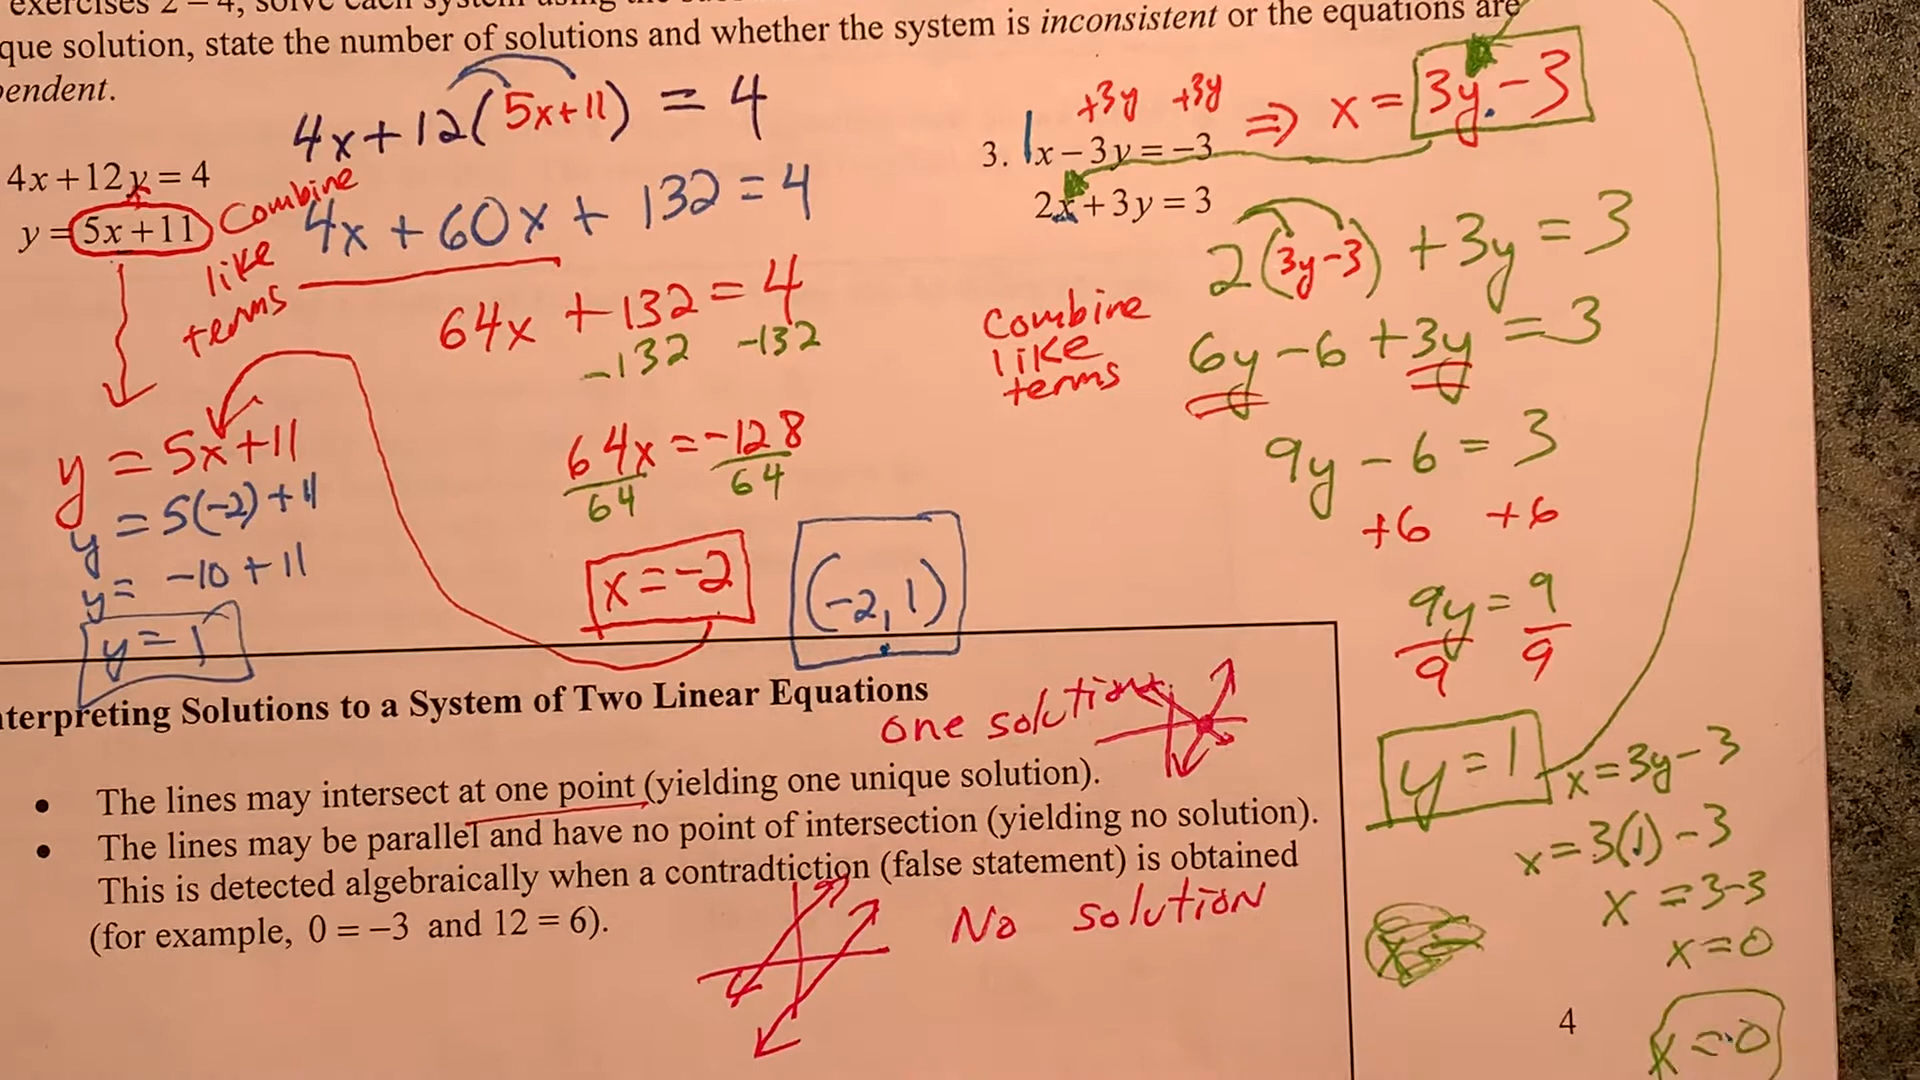 exercises 2 – 4, solve each system using the su
que solution, state the number of solutions and whether the system is inconsistent or the equations are
pendent.
4x+12y = 4
y = 5x+11
4x+12(5x+11) = 4
4x + 60x + 132 = 4
Combine
like
terms
64x + 132 = 4
-132 -132
64x = -128
64 64
x = -2
y = 5x+11
y = 5(-2)+11
y = -10+11
y = 1
(-2, 1)
+3y +3y
3. 1x – 3y = –3 ⇒ x = 3y - 3
2x + 3y = 3
2(3y-3) + 3y = 3
Combine
like
terms
6y - 6 + 3y = 3
9y - 6 = 3
+6 +6
9y = 9
9 9
y = 1
x = 3y - 3
x = 3(1) - 3
x = 3-3
x = 0
x = 0
nterpreting Solutions to a System of Two Linear Equations
one solution
• The lines may intersect at one point (yielding one unique solution).
• The lines may be parallel and have no point of intersection (yielding no solution).
This is detected algebraically when a contradtiction (false statement) is obtained
(for example, 0 = –3 and 12 = 6).
No solution
4